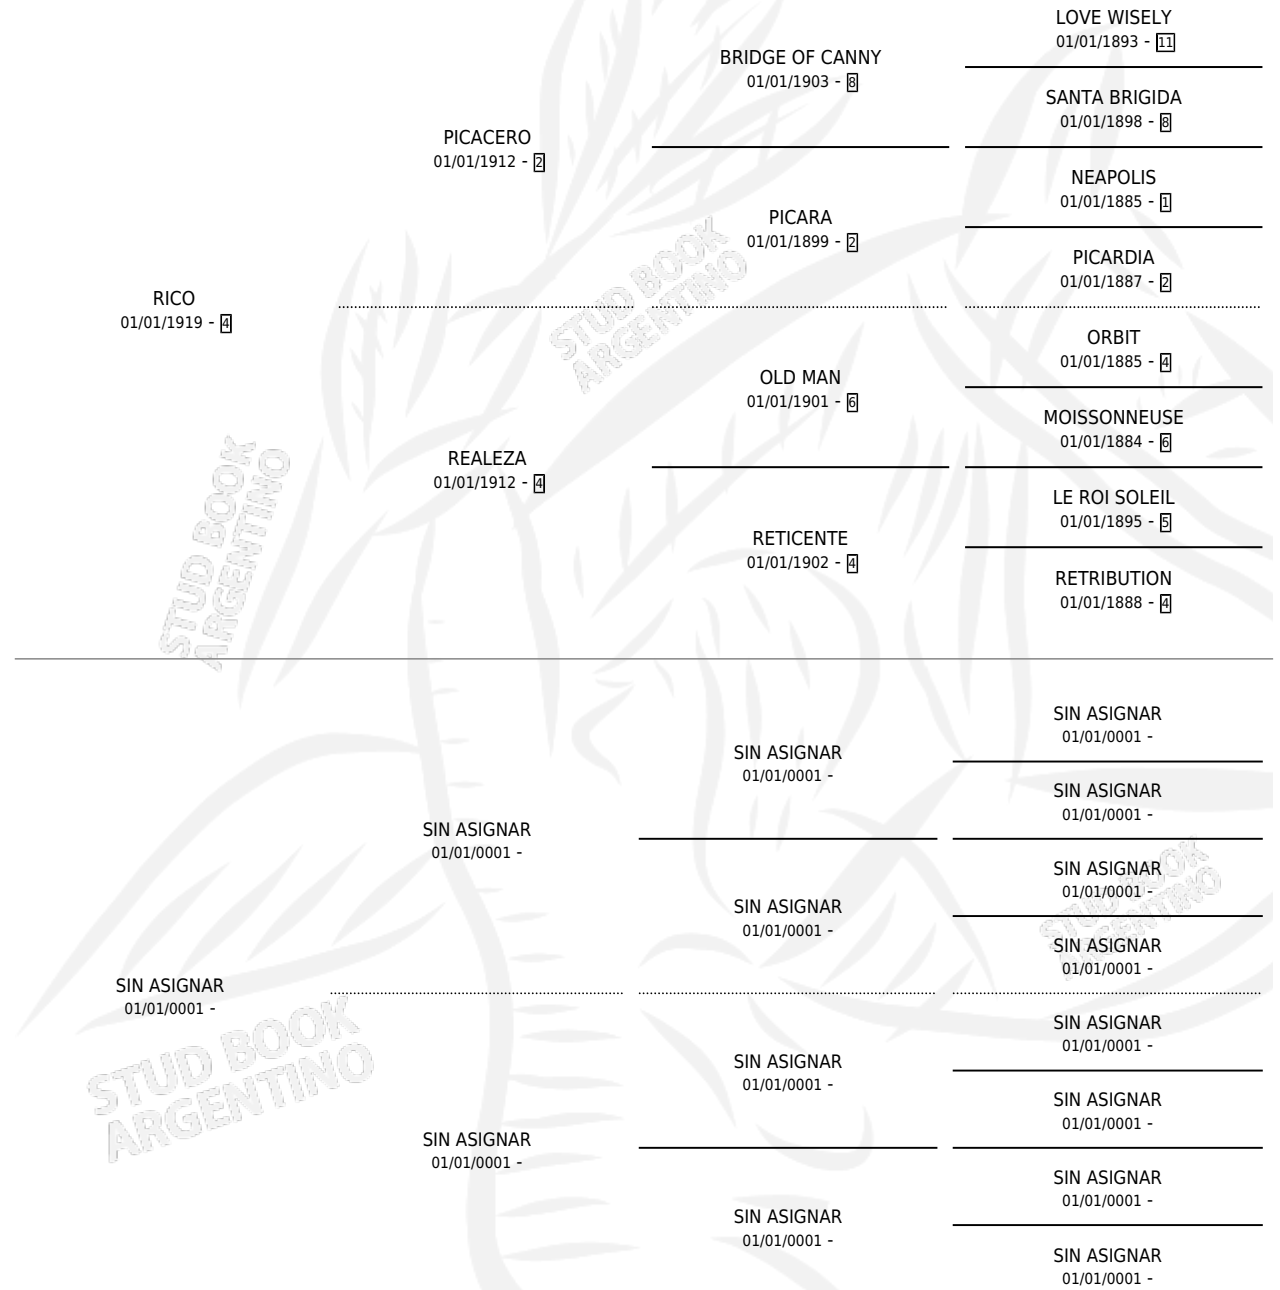 LOVE WISELY
01/01/1893 - 11
BRIDGE OF CANNY
01/01/1903 - 8
SANTA BRIGIDA
01/01/1898 - 8
PICACERO
01/01/1912 - 2
NEAPOLIS
01/01/1885 - 1
PICARA
01/01/1899 - 2
PICARDIA
01/01/1887 - 2
RICO
01/01/1919 - 4
STUD BOOK
ARGENTINO
ORBIT
01/01/1885 - 4
OLD MAN
01/01/1901 - 6
MOISSONNEUSE
01/01/1884 - 6
REALEZA
01/01/1912 - 4
LE ROI SOLEIL
01/01/1895 - 5
RETICENTE
01/01/1902 - 4
RETRIBUTION
01/01/1888 - 4
STUD BOOK
ARGENTINO
SIN ASIGNAR
01/01/0001 -
SIN ASIGNAR
01/01/0001 -
SIN ASIGNAR
01/01/0001 -
SIN ASIGNAR
01/01/0001 -
SIN ASIGNAR
01/01/0001 -
SIN ASIGNAR
01/01/0001 -
SIN ASIGNAR
01/01/0001 -
STUD BOOK
ARGENTINO
SIN ASIGNAR
01/01/0001 -
SIN ASIGNAR
01/01/0001 -
SIN ASIGNAR
01/01/0001 -
SIN ASIGNAR
01/01/0001 -
STUD BOOK
ARGENTINO
SIN ASIGNAR
01/01/0001 -
SIN ASIGNAR
01/01/0001 -
SIN ASIGNAR
01/01/0001 -
SIN ASIGNAR
01/01/0001 -